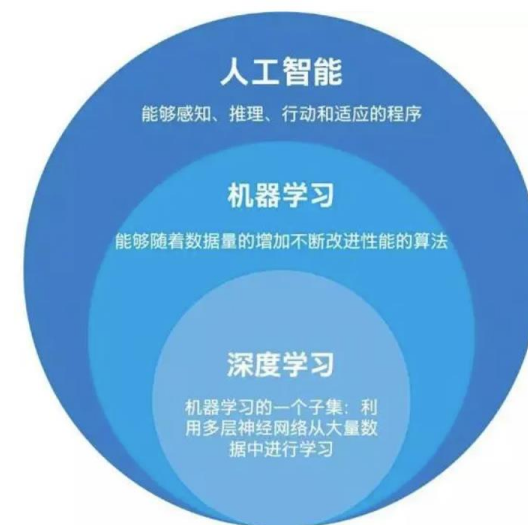 人工智能
能够感知、推理、行动和适应的程序
机器学习
能够随着数据量的增加不断改进性能的算法
深度学习
机器学习的一个子集：利
用多层神经网络从大量数
据中进行学习